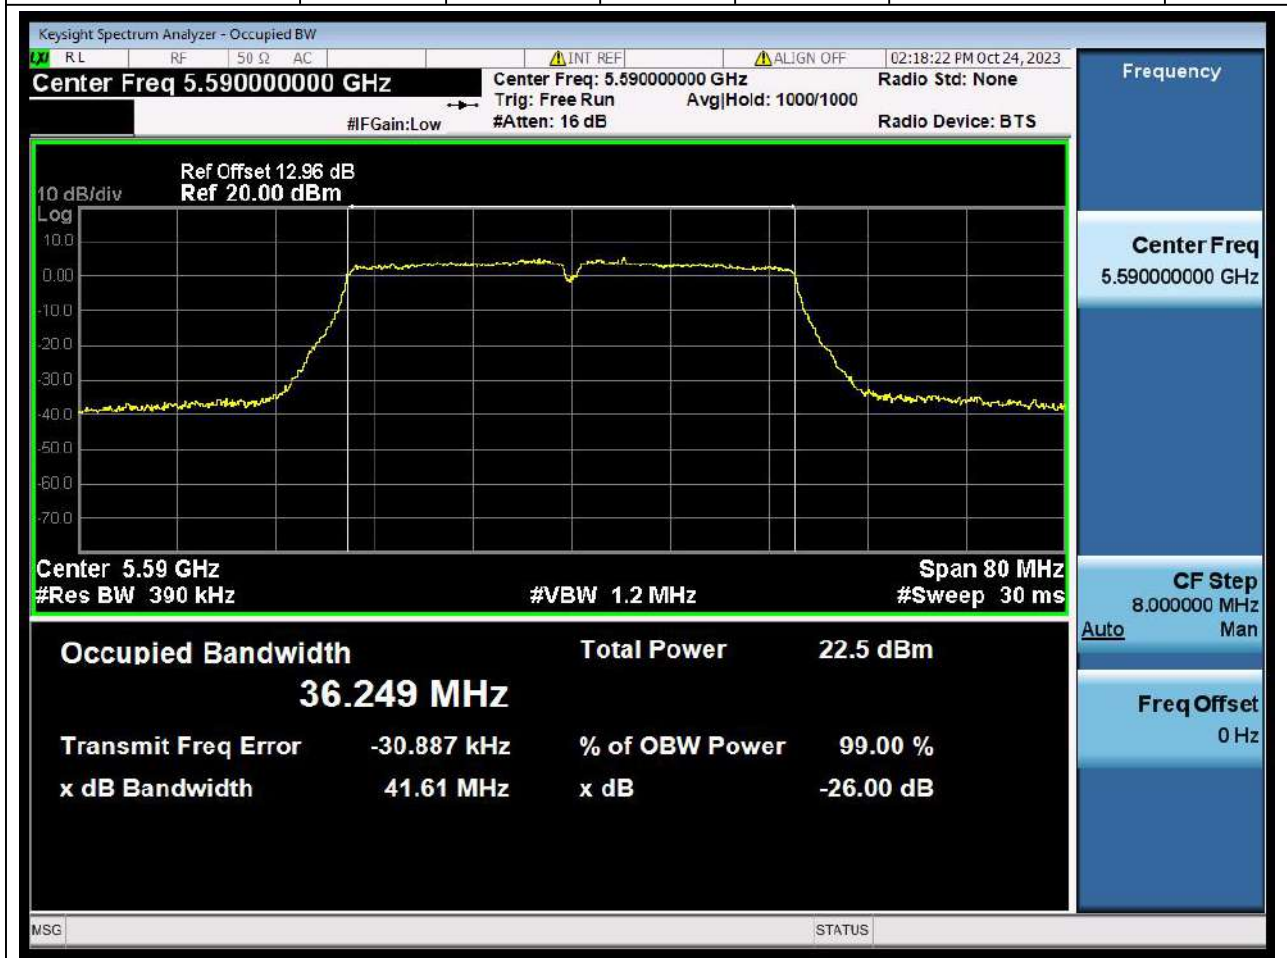 Keysight Spectrum Analyzer - Occupied BW
LXI RL RF 50 Ω AC INT REF ALIGN OFF 02:18:22 PM Oct 24, 2023
Center Freq 5.590000000 GHz
Center Freq: 5.590000000 GHz Radio Std: None
Trig: Free Run Avg|Hold: 1000/1000
#IFGain:Low #Atten: 16 dB Radio Device: BTS
Ref Offset 12.96 dB
10 dB/div Ref 20.00 dBm
Log
10.0
0.00
-10.0
-20.0
-30.0
-40.0
-50.0
-60.0
-70.0
Center 5.59 GHz Span 80 MHz
#Res BW 390 kHz #VBW 1.2 MHz #Sweep 30 ms
Occupied Bandwidth Total Power 22.5 dBm
36.249 MHz
Transmit Freq Error -30.887 kHz % of OBW Power 99.00 %
x dB Bandwidth 41.61 MHz x dB -26.00 dB
MSG STATUS
Frequency
Center Freq
5.590000000 GHz
CF Step
8.000000 MHz
Auto Man
Freq Offset
0 Hz